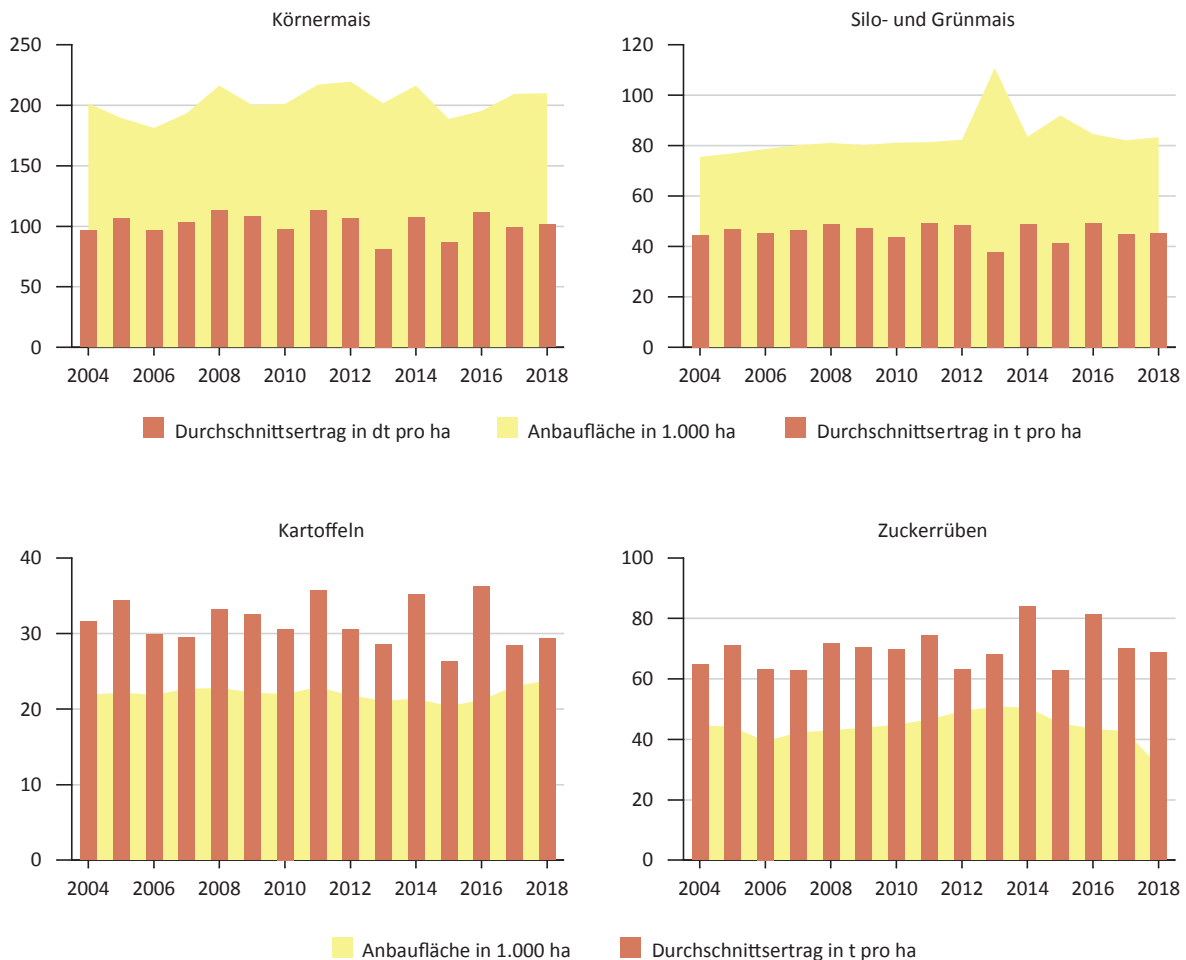 Körnermais
250
200
150
100
50
0
2004 2006 2008 2010 2012 2014 2016 2018
Silo- und Grünmais
120
100
80
60
40
20
0
2004 2006 2008 2010 2012 2014 2016 2018
Durchschnittsertrag in dt pro ha Anbaufläche in 1.000 ha Durchschnittsertrag in t pro ha
Kartoffeln
40
30
20
10
0
2004 2006 2008 2010 2012 2014 2016 2018
Zuckerrüben
100
80
60
40
20
0
2004 2006 2008 2010 2012 2014 2016 2018
Anbaufläche in 1.000 ha Durchschnittsertrag in t pro ha